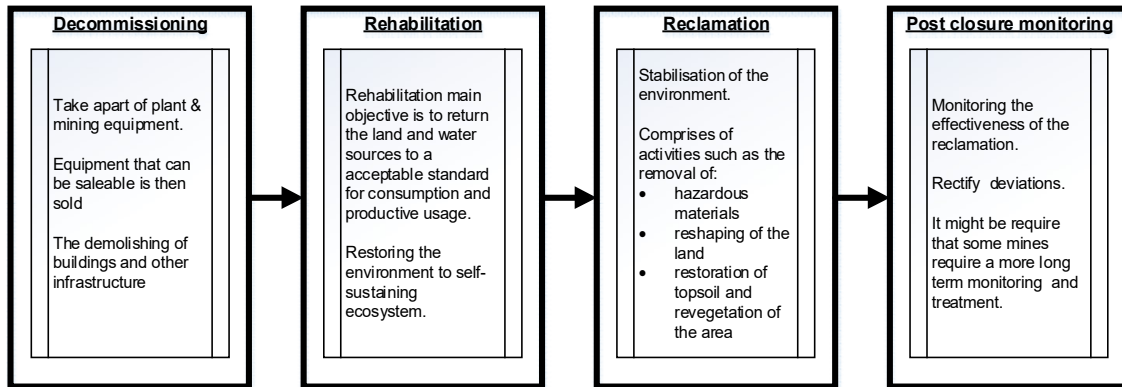 Decommissioning
Take apart of plant &
mining equipment.
Equipment that can
be saleable is then
sold
The demolishing of
buildings and other
infrastructure
Rehabilitation
Rehabilitation main
objective is to return
the land and water
sources to a
acceptable standard
for consumption and
productive usage.
Restoring the
environment to self-
sustaining
ecosystem.
Reclamation
Stabilisation of the
environment.
Comprises of
activities such as the
removal of:
• hazardous
materials
• reshaping of the
land
• restoration of
topsoil and
revegetation of
the area
Post closure monitoring
Monitoring the
effectiveness of the
reclamation.
Rectify deviations.
It might be require
that some mines
require a more long
term monitoring and
treatment.